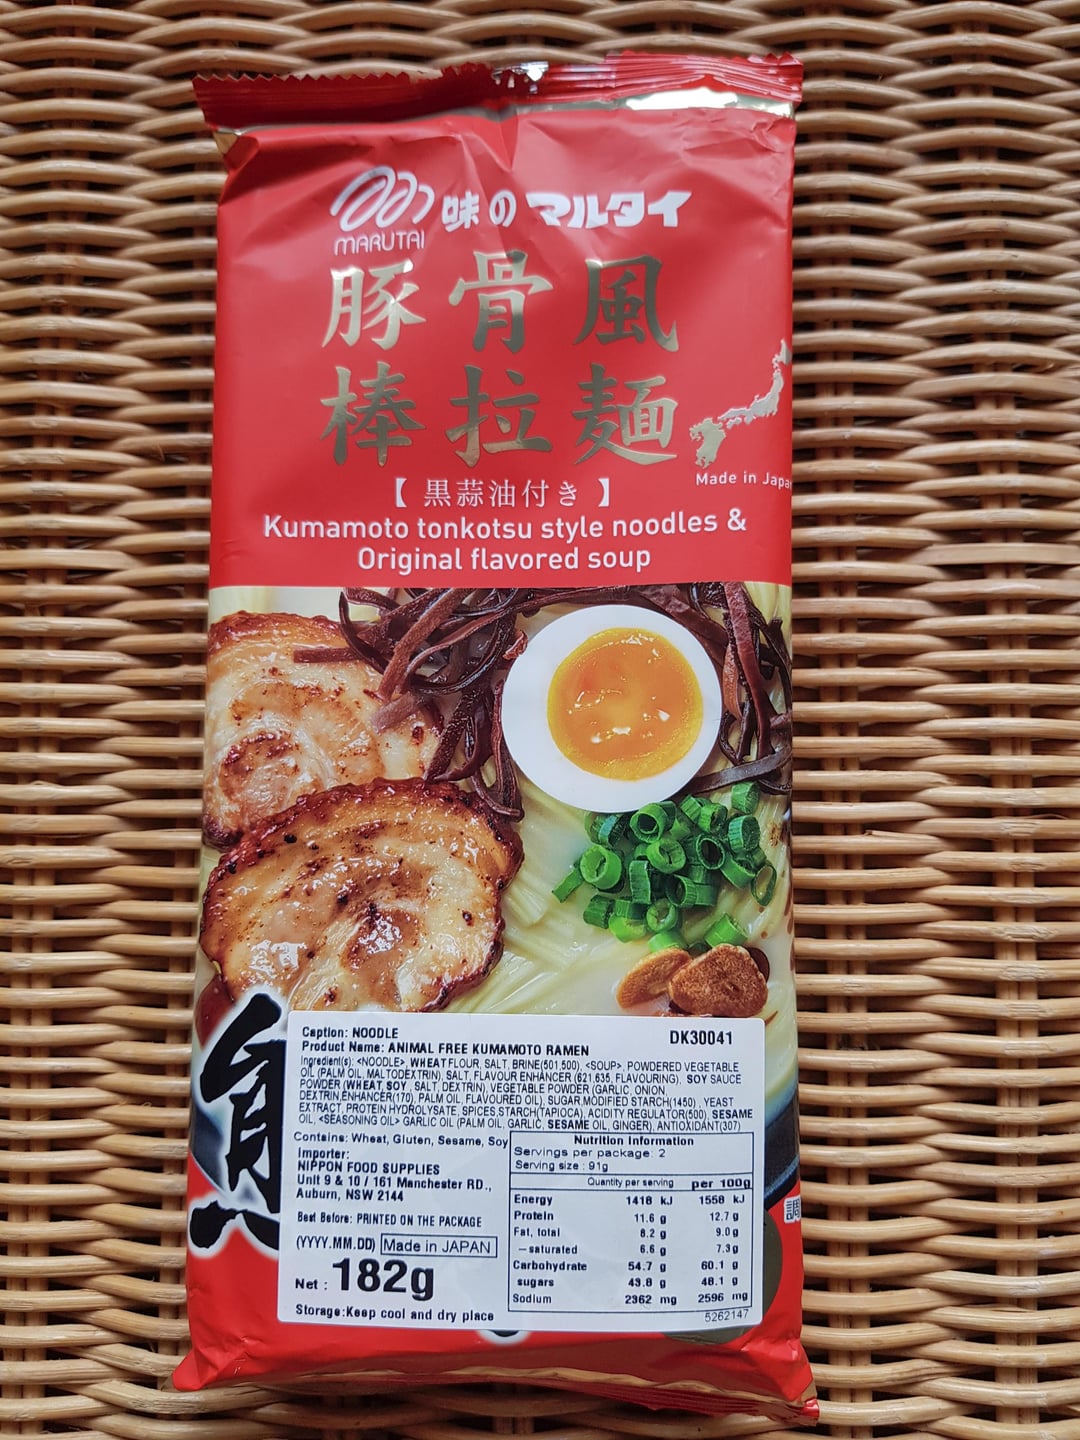 味のマルタイ
MARUTAI
豚骨風
棒拉麺
Made in Japan
【黒蒜油付き】
Kumamoto tonkotsu style noodles &
Original flavored soup
Caption: NOODLE
DK30041
Product Name: ANIMAL FREE KUMAMOTO RAMEN
Ingredient(s): <NOODLE>, WHEAT FLOUR, SALT, BRINE(501,500), <SOUP>, POWDERED VEGETABLE
OIL (PALM OIL, MALTODEXTRIN), SALT, FLAVOUR ENHANCER (621,635, FLAVOURING), SOY SAUCE
POWDER (WHEAT, SOY, SALT, DEXTRIN), VEGETABLE POWDER (GARLIC, ONION,
DEXTRIN,ENHANCER(170), PALM OIL, FLAVOURED OIL), SUGAR,MODIFIED STARCH(1450), YEAST
EXTRACT, PROTEIN HYDROLYSATE, SPICES,STARCH(TAPIOCA), ACIDITY REGULATOR(500), SESAME
OIL, <SEASONING OIL> GARLIC OIL (PALM OIL, GARLIC, SESAME OIL, GINGER), ANTIOXIDANT(307)
Contains: Wheat, Gluten, Sesame, Soy
Importer:
NIPPON FOOD SUPPLIES
Unit 9 & 10 / 161 Manchester RD.,
Auburn, NSW 2144
Best Before: PRINTED ON THE PACKAGE
(YYYY.MM.DD) Made in JAPAN
Net : 182g
Storage:Keep cool and dry place
Nutrition Information
Servings per package: 2
Serving size : 91g
Quantity per serving per 100g
Energy 1418 kJ 1558 kJ
Protein 11.6 g 12.7 g
Fat, total 8.2 g 9.0 g
—saturated 6.6 g 7.3 g
Carbohydrate 54.7 g 60.1 g
sugars 43.8 g 48.1 g
Sodium 2362 mg 2596 mg
5262147
調